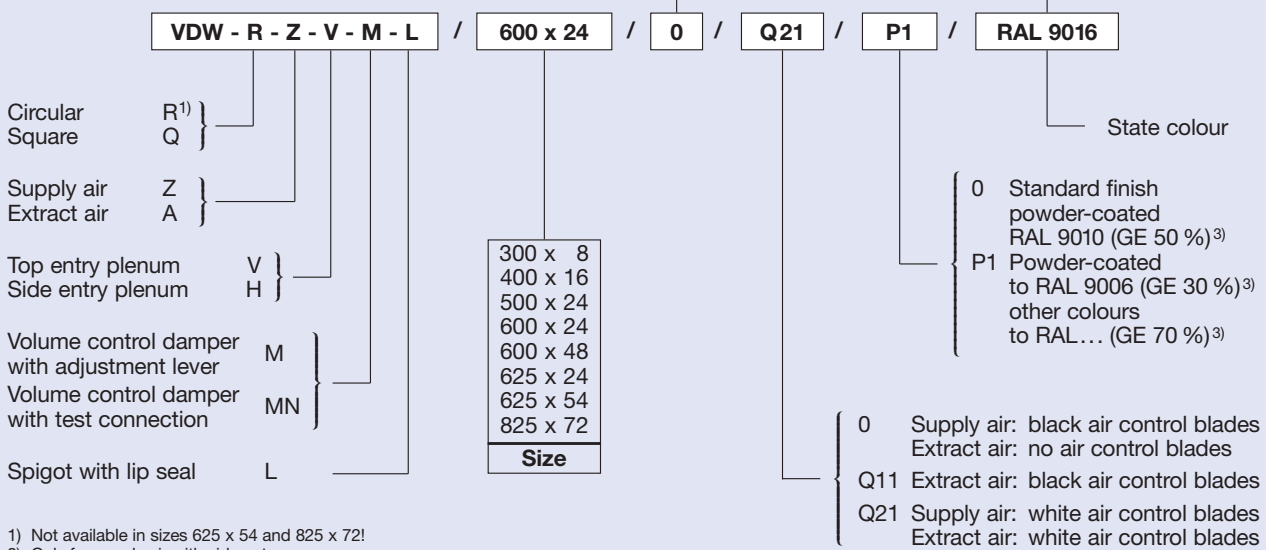 VDW - R - Z - V - M - L / 600 x 24 / 0 / Q21 / P1 / RAL 9016
Circular R1)
Square Q
Supply air Z
Extract air A
Top entry plenum V
Side entry plenum H
Volume control damper
with adjustment lever M
Volume control damper
with test connection MN
Spigot with lip seal L
300 x 8
400 x 16
500 x 24
600 x 24
600 x 48
625 x 24
625 x 54
825 x 72
Size
State colour
0 Standard finish
powder-coated
RAL 9010 (GE 50 %)3)
P1 Powder-coated
to RAL 9006 (GE 30 %)3)
other colours
to RAL... (GE 70 %)3)
0 Supply air: black air control blades
Extract air: no air control blades
Q11 Extract air: black air control blades
Q21 Supply air: white air control blades
Extract air: white air control blades
1) Not available in sizes 625 x 54 and 825 x 72!